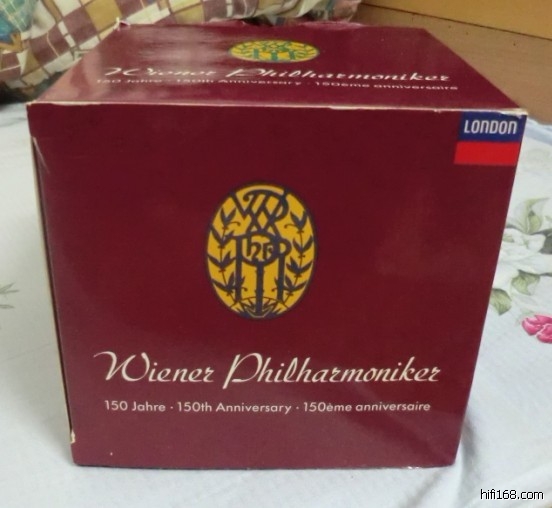 Wiener Philharmoniker
150 Jahre · 150th Anniversary · 150ème anniversaire
LONDON
Wiener Philharmoniker
150 Jahre · 150th Anniversary · 150ème anniversaire
hifi168.com